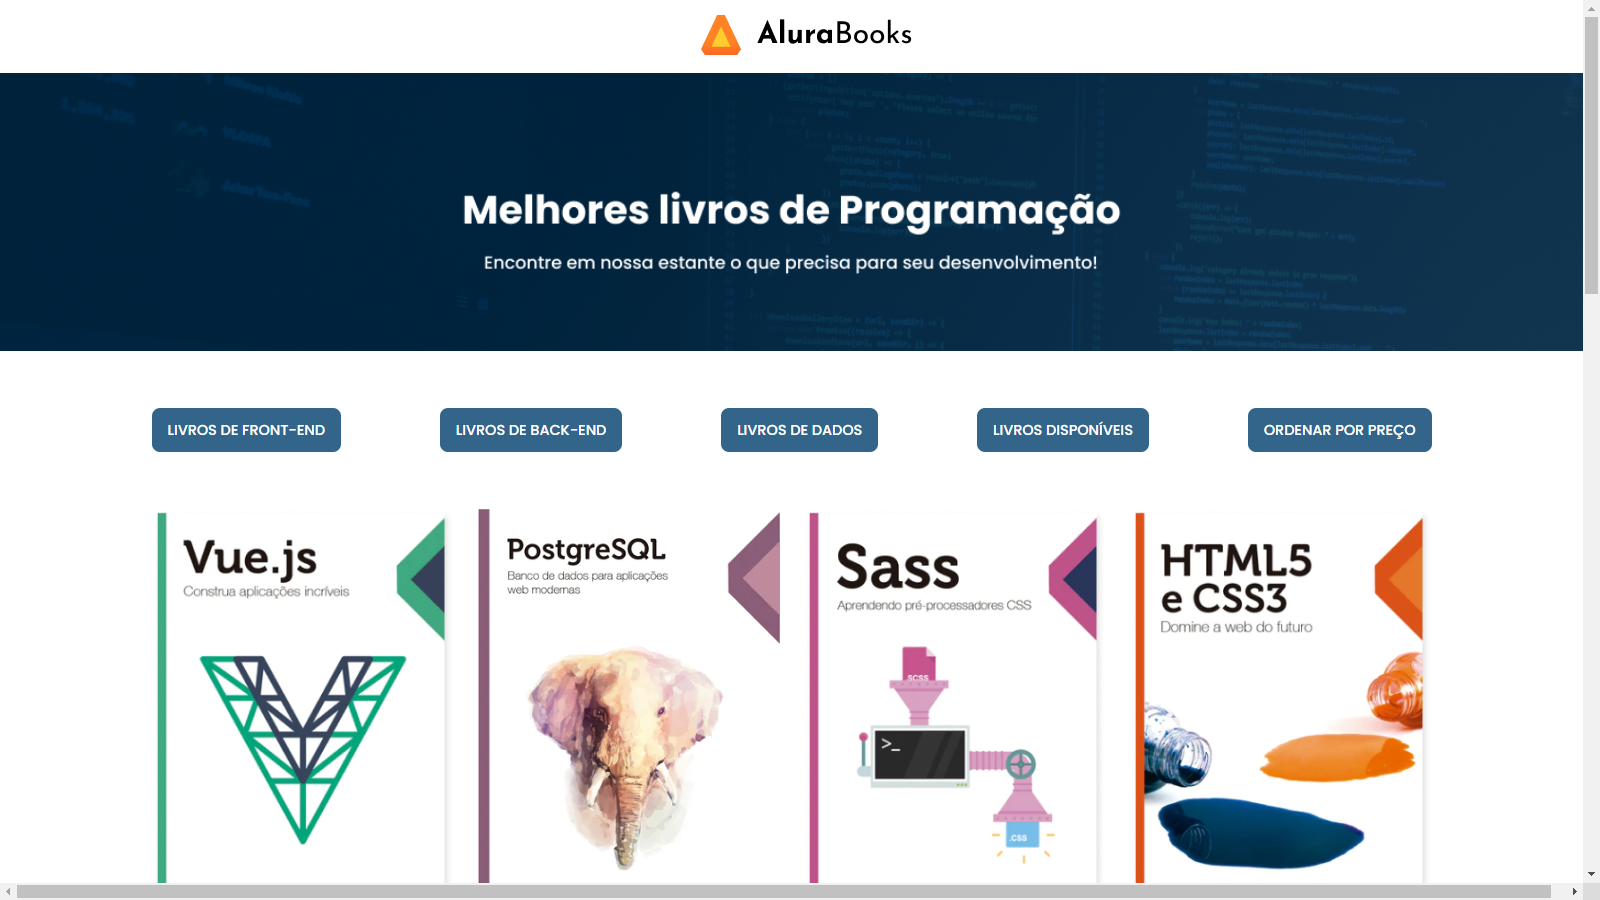 AluraBooks
Melhores livros de Programação
Encontre em nossa estante o que precisa para seu desenvolvimento!
LIVROS DE FRONT-END
LIVROS DE BACK-END
LIVROS DE DADOS
LIVROS DISPONÍVEIS
ORDENAR POR PREÇO
Vue.js
Construa aplicações incríveis
PostgreSQL
Banco de dados para aplicações
web modernas
Sass
Aprendendo pré-processadores CSS
SCSS
>_
.CSS
HTML5
e CSS3
Domine a web do futuro